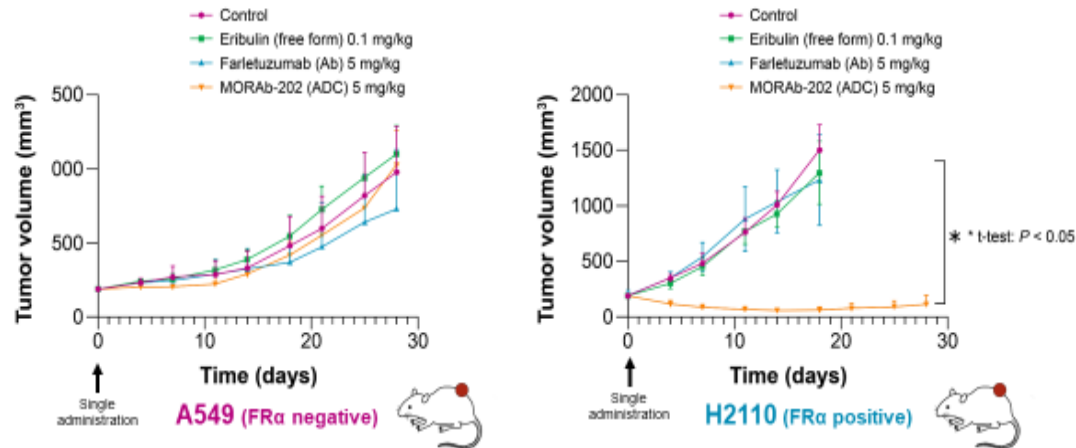 Control
Eribulin (free form) 0.1 mg/kg
Farletuzumab (Ab) 5 mg/kg
MORAb-202 (ADC) 5 mg/kg
Tumor volume (mm³)
500
000
500
0
0
10
20
30
Time (days)
Single
administration
A549 (FRα negative)
Control
Eribulin (free form) 0.1 mg/kg
Farletuzumab (Ab) 5 mg/kg
MORAb-202 (ADC) 5 mg/kg
Tumor volume (mm³)
2000
1500
1000
500
0
0
10
20
30
* * t-test: P < 0.05
Time (days)
Single
administration
H2110 (FRα positive)